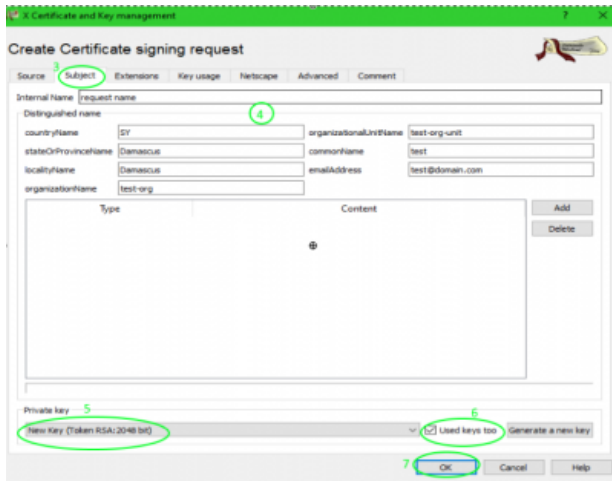 X Certificate and Key management ? X
Create Certificate signing request
3
Source Subject Extensions Key usage Netscape Advanced Comment
Internal Name request name
Distinguished name 4
countryName SY organizationalUnitName test-org-unit
stateOrProvinceName Damascus commonName test
localityName Damascus emailAddress test@domain.com
organizationName test-org
Type Content Add
Delete
Private key 5 6
New Key (Token RSA:2048 bit) Used keys too Generate a new key
7 OK Cancel Help